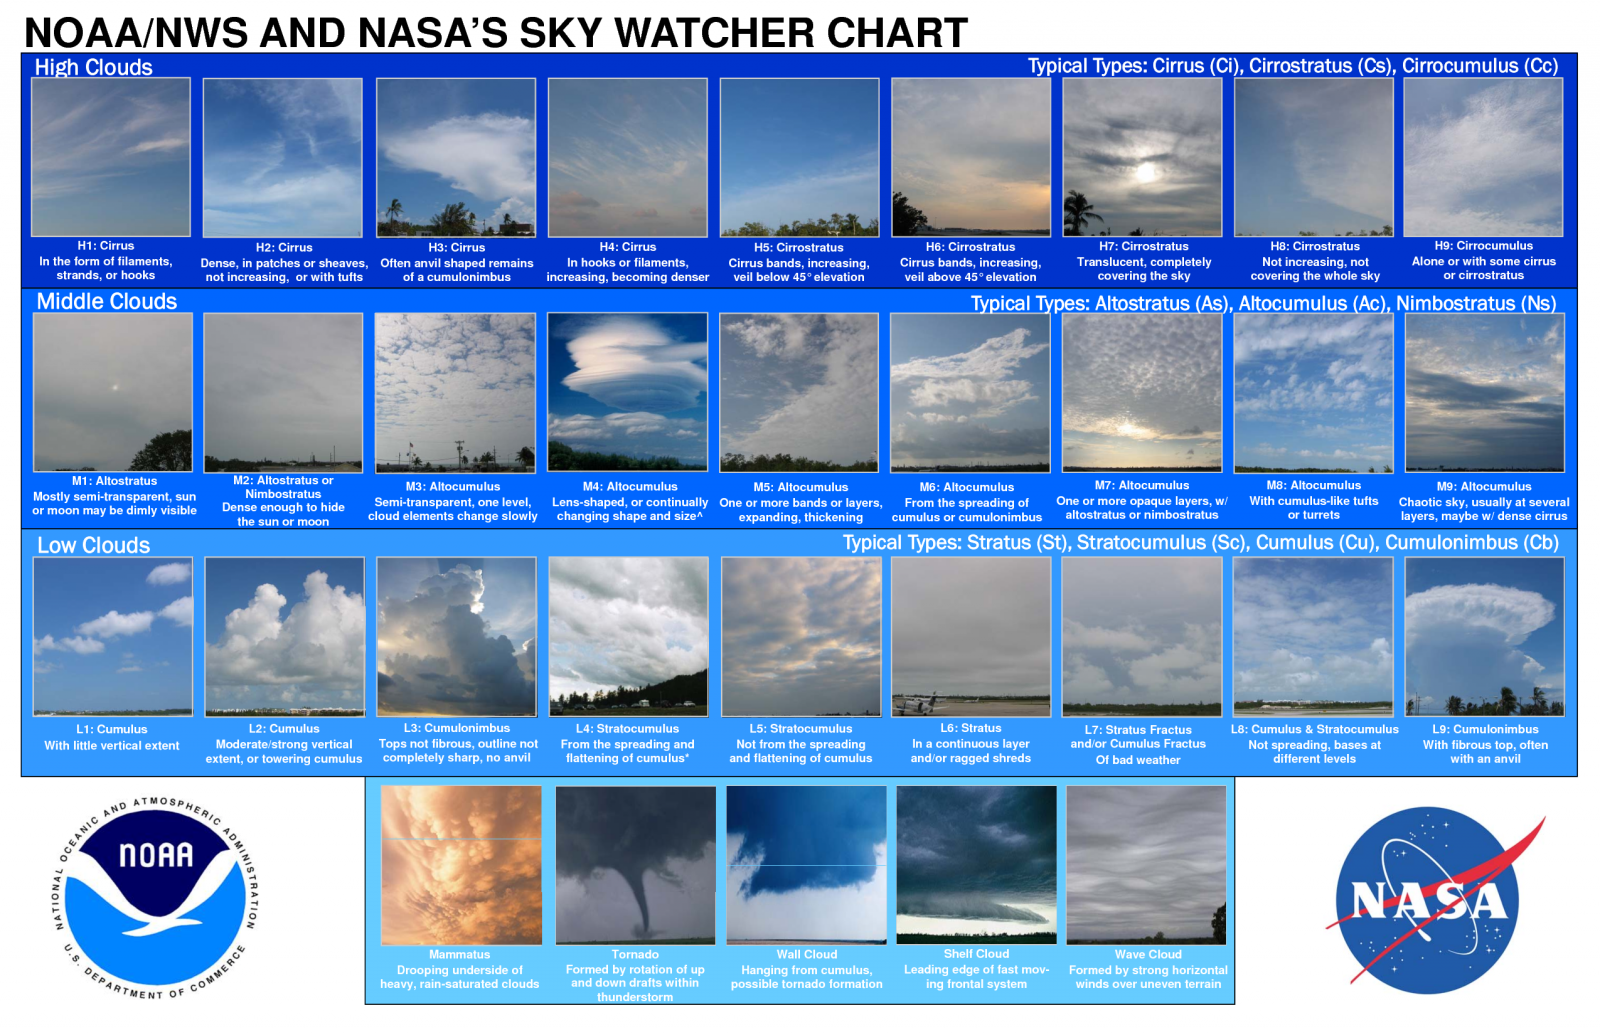 NOAA/NWS AND NASA'S SKY WATCHER CHART
High Clouds
Typical Types: Cirrus (Ci), Cirrostratus (Cs), Cirrocumulus (Cc)
H1: Cirrus
In the form of filaments,
strands, or hooks
H2: Cirrus
Dense, in patches or sheaves,
not increasing, or with tufts
H3: Cirrus
Often anvil shaped remains
of a cumulonimbus
H4: Cirrus
In hooks or filaments,
increasing, becoming denser
H5: Cirrostratus
Cirrus bands, increasing,
veil below 45° elevation
H6: Cirrostratus
Cirrus bands, increasing,
veil above 45° elevation
H7: Cirrostratus
Translucent, completely
covering the sky
H8: Cirrostratus
Not increasing, not
covering the whole sky
H9: Cirrocumulus
Alone or with some cirrus
or cirrostratus
Middle Clouds
Typical Types: Altostratus (As), Altocumulus (Ac), Nimbostratus (Ns)
M1: Altostratus
Mostly semi-transparent, sun
or moon may be dimly visible
M2: Altostratus or
Nimbostratus
Dense enough to hide
the sun or moon
M3: Altocumulus
Semi-transparent, one level,
cloud elements change slowly
M4: Altocumulus
Lens-shaped, or continually
changing shape and size^
M5: Altocumulus
One or more bands or layers,
expanding, thickening
M6: Altocumulus
From the spreading of
cumulus or cumulonimbus
M7: Altocumulus
One or more opaque layers, w/
altostratus or nimbostratus
M8: Altocumulus
With cumulus-like tufts
or turrets
M9: Altocumulus
Chaotic sky, usually at several
layers, maybe w/ dense cirrus
Low Clouds
Typical Types: Stratus (St), Stratocumulus (Sc), Cumulus (Cu), Cumulonimbus (Cb)
L1: Cumulus
With little vertical extent
L2: Cumulus
Moderate/strong vertical
extent, or towering cumulus
L3: Cumulonimbus
Tops not fibrous, outline not
completely sharp, no anvil
L4: Stratocumulus
From the spreading and
flattening of cumulus*
L5: Stratocumulus
Not from the spreading
and flattening of cumulus
L6: Stratus
In a continuous layer
and/or ragged shreds
L7: Stratus Fractus
and/or Cumulus Fractus
Of bad weather
L8: Cumulus & Stratocumulus
Not spreading, bases at
different levels
L9: Cumulonimbus
With fibrous top, often
with an anvil
NATIONAL OCEANIC AND ATMOSPHERIC ADMINISTRATION
NOAA
U.S. DEPARTMENT OF COMMERCE
Mammatus
Drooping underside of
heavy, rain-saturated clouds
Tornado
Formed by rotation of up
and down drafts within
thunderstorm
Wall Cloud
Hanging from cumulus,
possible tornado formation
Shelf Cloud
Leading edge of fast mov-
ing frontal system
Wave Cloud
Formed by strong horizontal
winds over uneven terrain
NASA